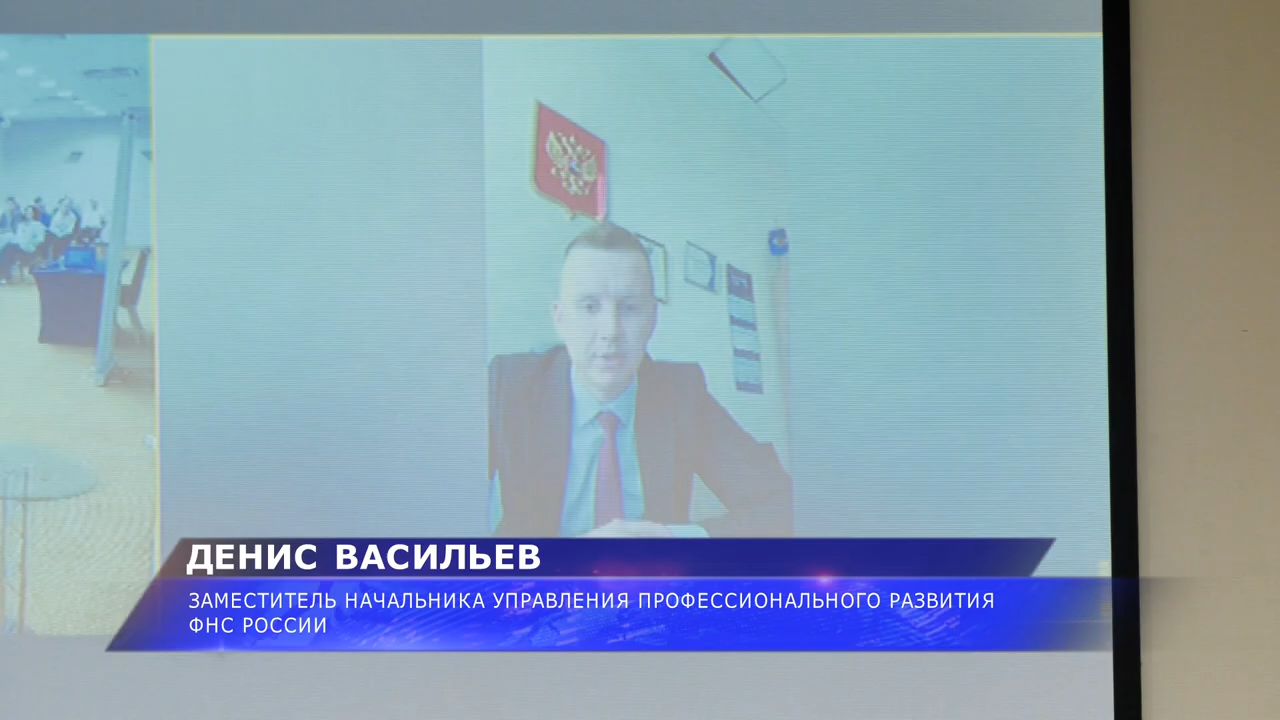 ДЕНИС ВАСИЛЬЕВ
ЗАМЕСТИТЕЛЬ НАЧАЛЬНИКА УПРАВЛЕНИЯ ПРОФЕССИОНАЛЬНОГО РАЗВИТИЯ
ФНС РОССИИ